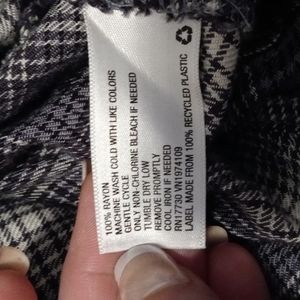 100% RAYON
MACHINE WASH COLD WITH LIKE COLORS
GENTLE CYCLE
ONLY NON-CHLORINE BLEACH IF NEEDED
TUMBLE DRY LOW
REMOVE PROMPTLY
COOL IRON IF NEEDED
RN17730 VN1974109
LABEL MADE FROM 100% RECYCLED PLASTIC